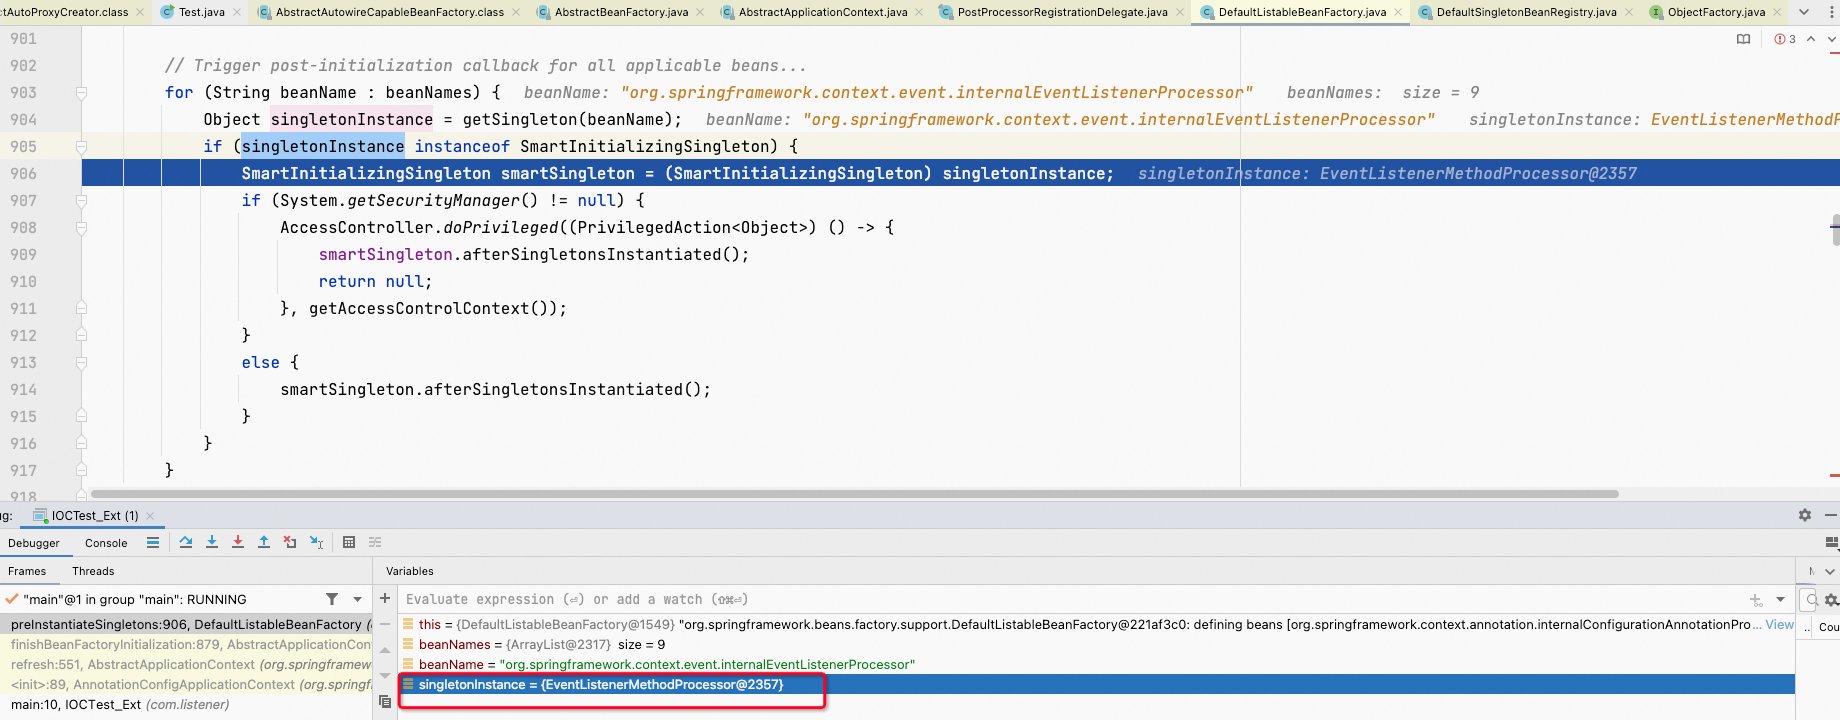 ctAutoProxyCreator.class Test.java AbstractAutowireCapableBeanFactory.class AbstractBeanFactory.java AbstractApplicationContext.java PostProcessorRegistrationDelegate.java DefaultListableBeanFactory.java DefaultSingletonBeanRegistry.java ObjectFactory.java
901
3
902 // Trigger post-initialization callback for all applicable beans...
903 for (String beanName : beanNames) { beanName: "org.springframework.context.event.internalEventListenerProcessor" beanNames: size = 9
904 Object singletonInstance = getSingleton(beanName); beanName: "org.springframework.context.event.internalEventListenerProcessor" singletonInstance: EventListenerMethodP
905 if (singletonInstance instanceof SmartInitializingSingleton) {
906 SmartInitializingSingleton smartSingleton = (SmartInitializingSingleton) singletonInstance; singletonInstance: EventListenerMethodProcessor@2357
907 if (System.getSecurityManager() != null) {
908 AccessController.doPrivileged((PrivilegedAction<Object>) () -> {
909 smartSingleton.afterSingletonsInstantiated();
910 return null;
911 }, getAccessControlContext());
912 }
913 else {
914 smartSingleton.afterSingletonsInstantiated();
915 }
916 }
917 }
918
ug: IOCTest_Ext (1)
Debugger Console
Frames Threads Variables
"main"@1 in group "main": RUNNING Evaluate expression (⏎) or add a watch (⇧⌘⏎)
preInstantiateSingletons:906, DefaultListableBeanFactory ( this = {DefaultListableBeanFactory@1549} "org.springframework.beans.factory.support.DefaultListableBeanFactory@221af3c0: defining beans [org.springframework.context.annotation.internalConfigurationAnnotationPro... View
.. Cou
finishBeanFactoryInitialization:879, AbstractApplicationContext beanNames = {ArrayList@2317} size = 9
refresh:551, AbstractApplicationContext (org.springframew beanName = "org.springframework.context.event.internalEventListenerProcessor"
<init>:89, AnnotationConfigApplicationContext (org.springf singletonInstance = {EventListenerMethodProcessor@2357}
main:10, IOCTest_Ext (com.listener)